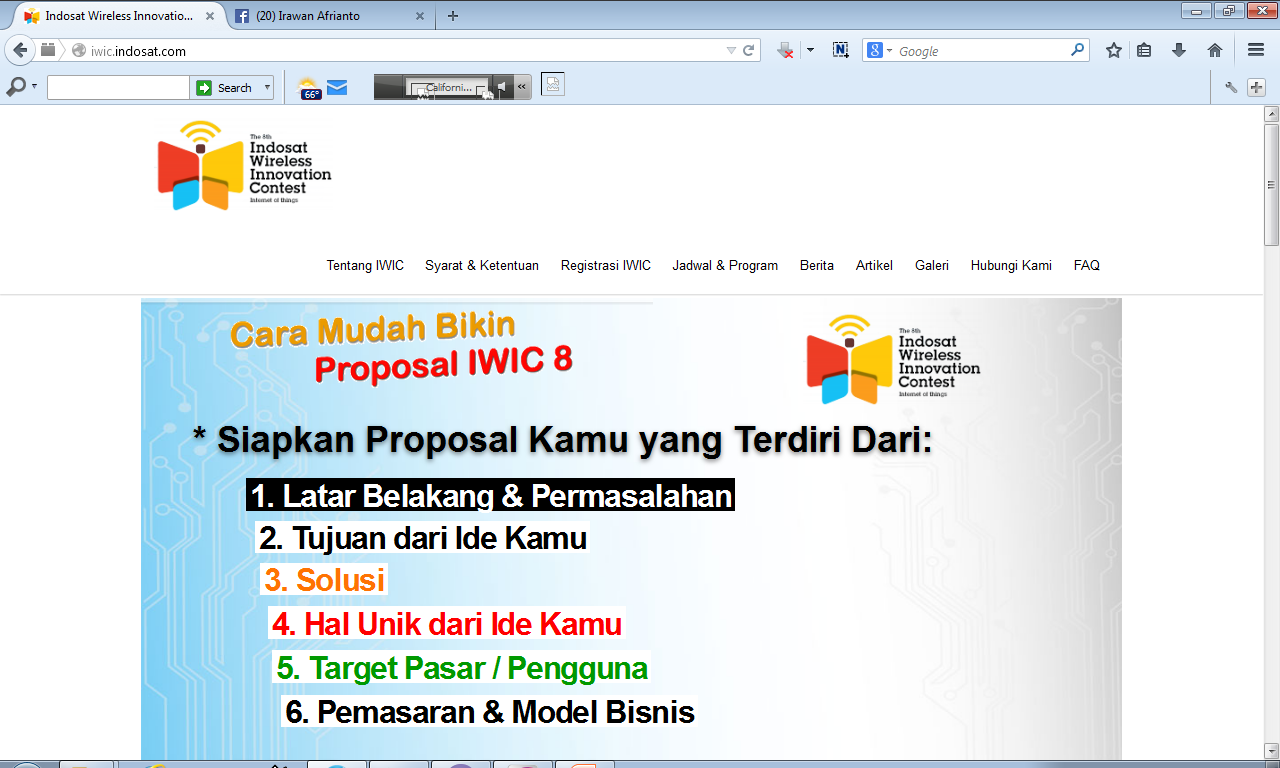 Indosat Wireless Innovatio...
(20) Irawan Afrianto
iwic.indosat.com
Google
Search
66°
Californi...
The 8th
Indosat
Wireless
Innovation
Contest
Internet of things
Tentang IWIC Syarat & Ketentuan Registrasi IWIC Jadwal & Program Berita Artikel Galeri Hubungi Kami FAQ
Cara Mudah Bikin
Proposal IWIC 8
The 8th
Indosat
Wireless
Innovation
Contest
Internet of things
* Siapkan Proposal Kamu yang Terdiri Dari:
1. Latar Belakang & Permasalahan
2. Tujuan dari Ide Kamu
3. Solusi
4. Hal Unik dari Ide Kamu
5. Target Pasar / Pengguna
6. Pemasaran & Model Bisnis